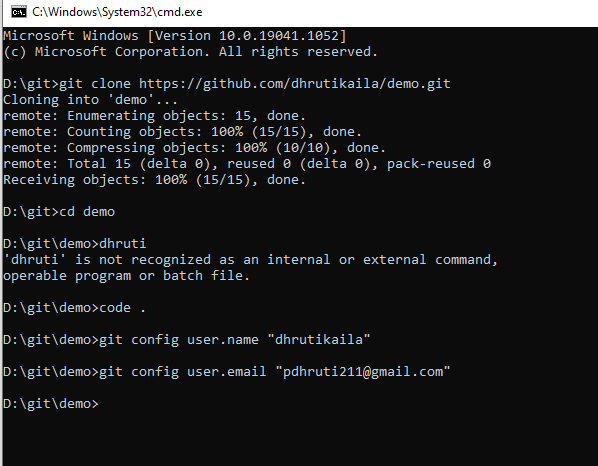 C:\Windows\System32\cmd.exe
Microsoft Windows [Version 10.0.19041.1052]
(c) Microsoft Corporation. All rights reserved.
D:\git>git clone https://github.com/dhrutikaila/demo.git
Cloning into 'demo'...
remote: Enumerating objects: 15, done.
remote: Counting objects: 100% (15/15), done.
remote: Compressing objects: 100% (10/10), done.
remote: Total 15 (delta 0), reused 0 (delta 0), pack-reused 0
Receiving objects: 100% (15/15), done.
D:\git>cd demo
D:\git\demo>dhruti
'dhruti' is not recognized as an internal or external command,
operable program or batch file.
D:\git\demo>code .
D:\git\demo>git config user.name "dhrutikaila"
D:\git\demo>git config user.email "pdhruti211@gmail.com"
D:\git\demo>